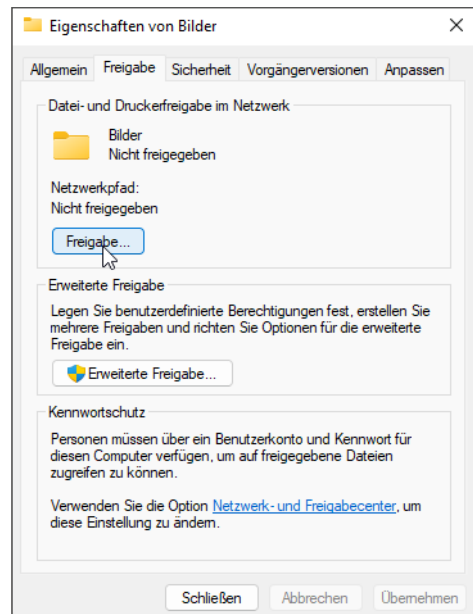 Eigenschaften von Bilder
Allgemein Freigabe Sicherheit Vorgängerversionen Anpassen
Datei- und Druckerfreigabe im Netzwerk
Bilder
Nicht freigegeben
Netzwerkpfad:
Nicht freigegeben
Freigabe...
Erweiterte Freigabe
Legen Sie benutzerdefinierte Berechtigungen fest, erstellen Sie
mehrere Freigaben und richten Sie Optionen für die erweiterte
Freigabe ein.
Erweiterte Freigabe...
Kennwortschutz
Personen müssen über ein Benutzerkonto und Kennwort für
diesen Computer verfügen, um auf freigegebene Dateien
zugreifen zu können.
Verwenden Sie die Option Netzwerk- und Freigabecenter, um
diese Einstellung zu ändern.
Schließen Abbrechen Übernehmen